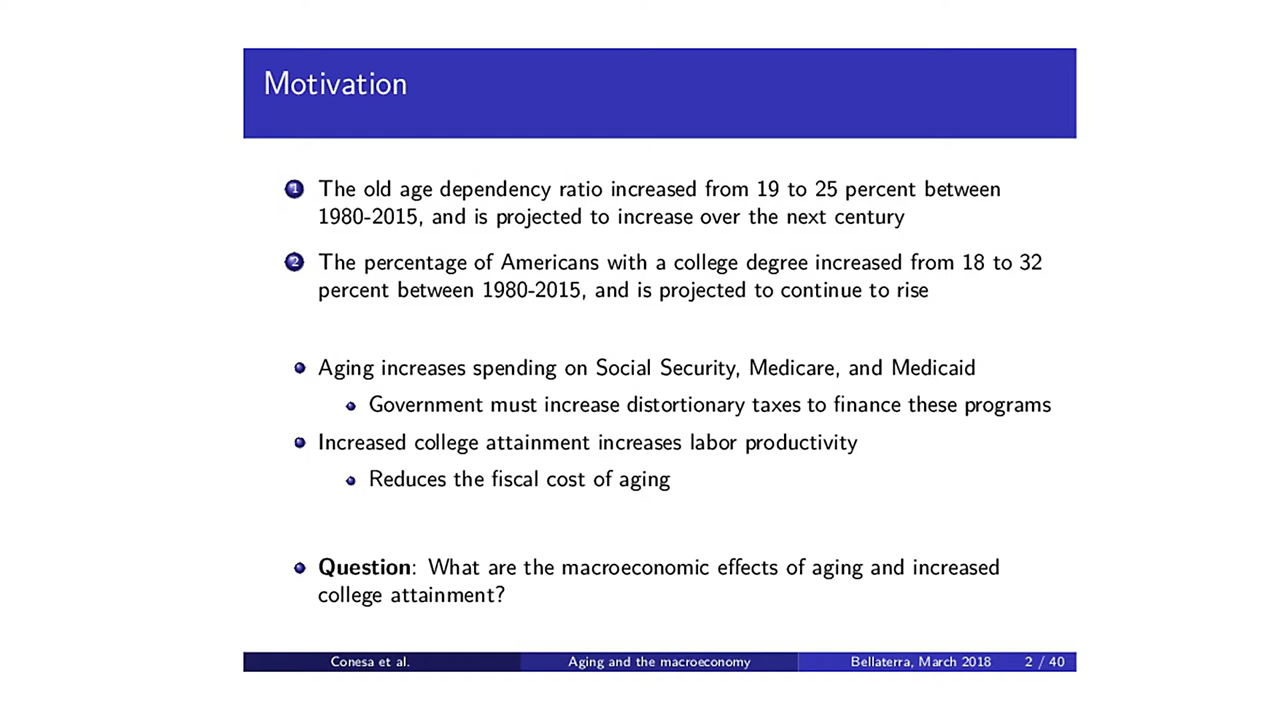 Motivation
1 The old age dependency ratio increased from 19 to 25 percent between
1980-2015, and is projected to increase over the next century
2 The percentage of Americans with a college degree increased from 18 to 32
percent between 1980-2015, and is projected to continue to rise
Aging increases spending on Social Security, Medicare, and Medicaid
Government must increase distortionary taxes to finance these programs
Increased college attainment increases labor productivity
Reduces the fiscal cost of aging
Question: What are the macroeconomic effects of aging and increased
college attainment?
Conesa et al. Aging and the macroeconomy Bellaterra, March 2018 2 / 40